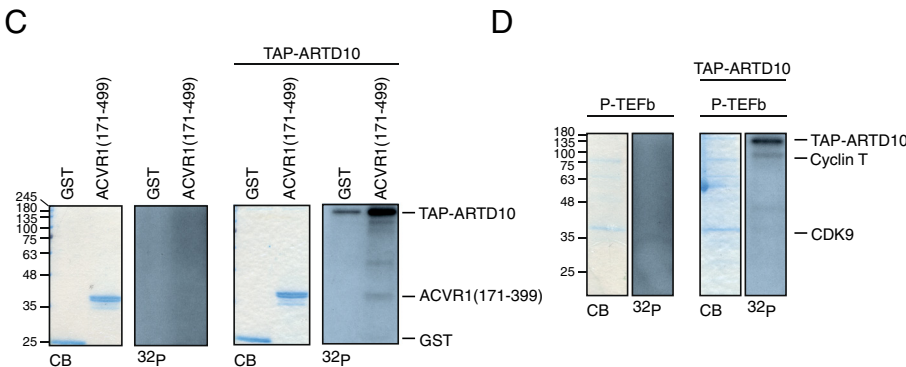 C
TAP-ARTD10
GST
ACVR1(171-499)
GST
ACVR1(171-499)
GST
ACVR1(171-499)
GST
ACVR1(171-499)
245
180
135
100
75
63
48
35
25
TAP-ARTD10
ACVR1(171-399)
GST
CB
32P
CB
32P
D
TAP-ARTD10
P-TEFb
P-TEFb
180
135
100
75
63
48
35
25
TAP-ARTD10
Cyclin T
CDK9
CB
32P
CB
32P